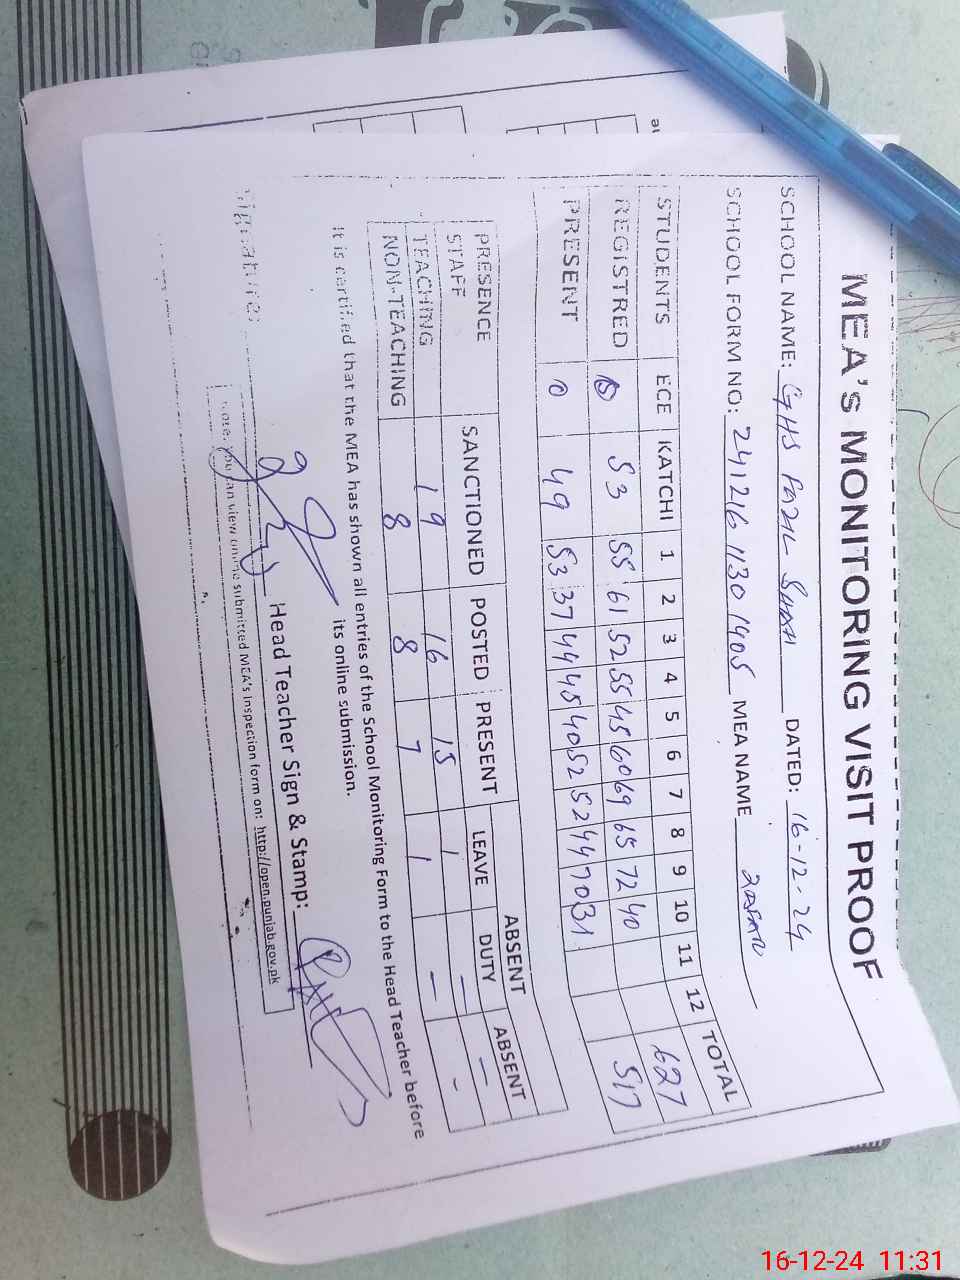 MEA's MONITORING VISIT PROOF
SCHOOL NAME: GHS FAZIL DATED: 16-12-24
SCHOOL FORM NO: 241216 1130 1405 MEA NAME
STUDENTS ECE KATCHI 1 2 3 4 5 6 7 8 9 10 11 12 TOTAL
REGISTRED 0 53 55 61 52 55 45 60 69 65 72 40 627
PRESENT 0 49 53 37 44 45 40 52 52 44 70 31 517
PRESENCE SANCTIONED POSTED PRESENT ABSENT
STAFF LEAVE DUTY ABSENT
TEACHING 19 16 15 1 – –
NON-TEACHING 8 8 7 1 – -
It is certified that the MEA has shown all entries of the School Monitoring Form to the Head Teacher before
its online submission.
Signature: Head Teacher Sign & Stamp:
Note: you can view online submitted MEA's inspection form on: http://open.punjab.gov.pk
16-12-24 11:31